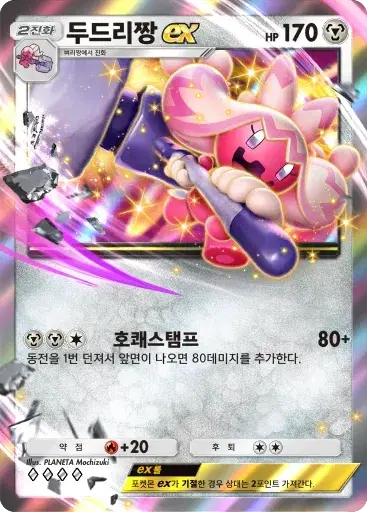 2진화 두드리짱 ex HP 170
벼리짱에서 진화
호쾌스탬프 80+
동전을 1번 던져서 앞면이 나오면 80데미지를 추가한다.
약점 +20 후퇴
Illus. PLANETA Mochizuki
ex 룰
포켓몬 ex가 기절한 경우 상대는 2포인트 가져간다.